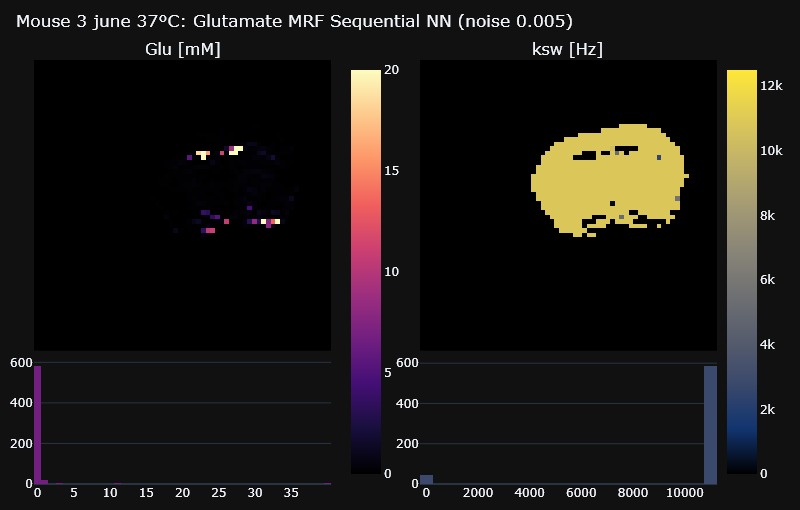 Mouse 3 june 37ºC: Glutamate MRF Sequential NN (noise 0.005)
Glu [mM]
ksw [Hz]
20
15
10
5
0
12k
10k
8k
6k
4k
2k
0
600
400
200
0
0 5 10 15 20 25 30 35
600
400
200
0
0 2000 4000 6000 8000 10000